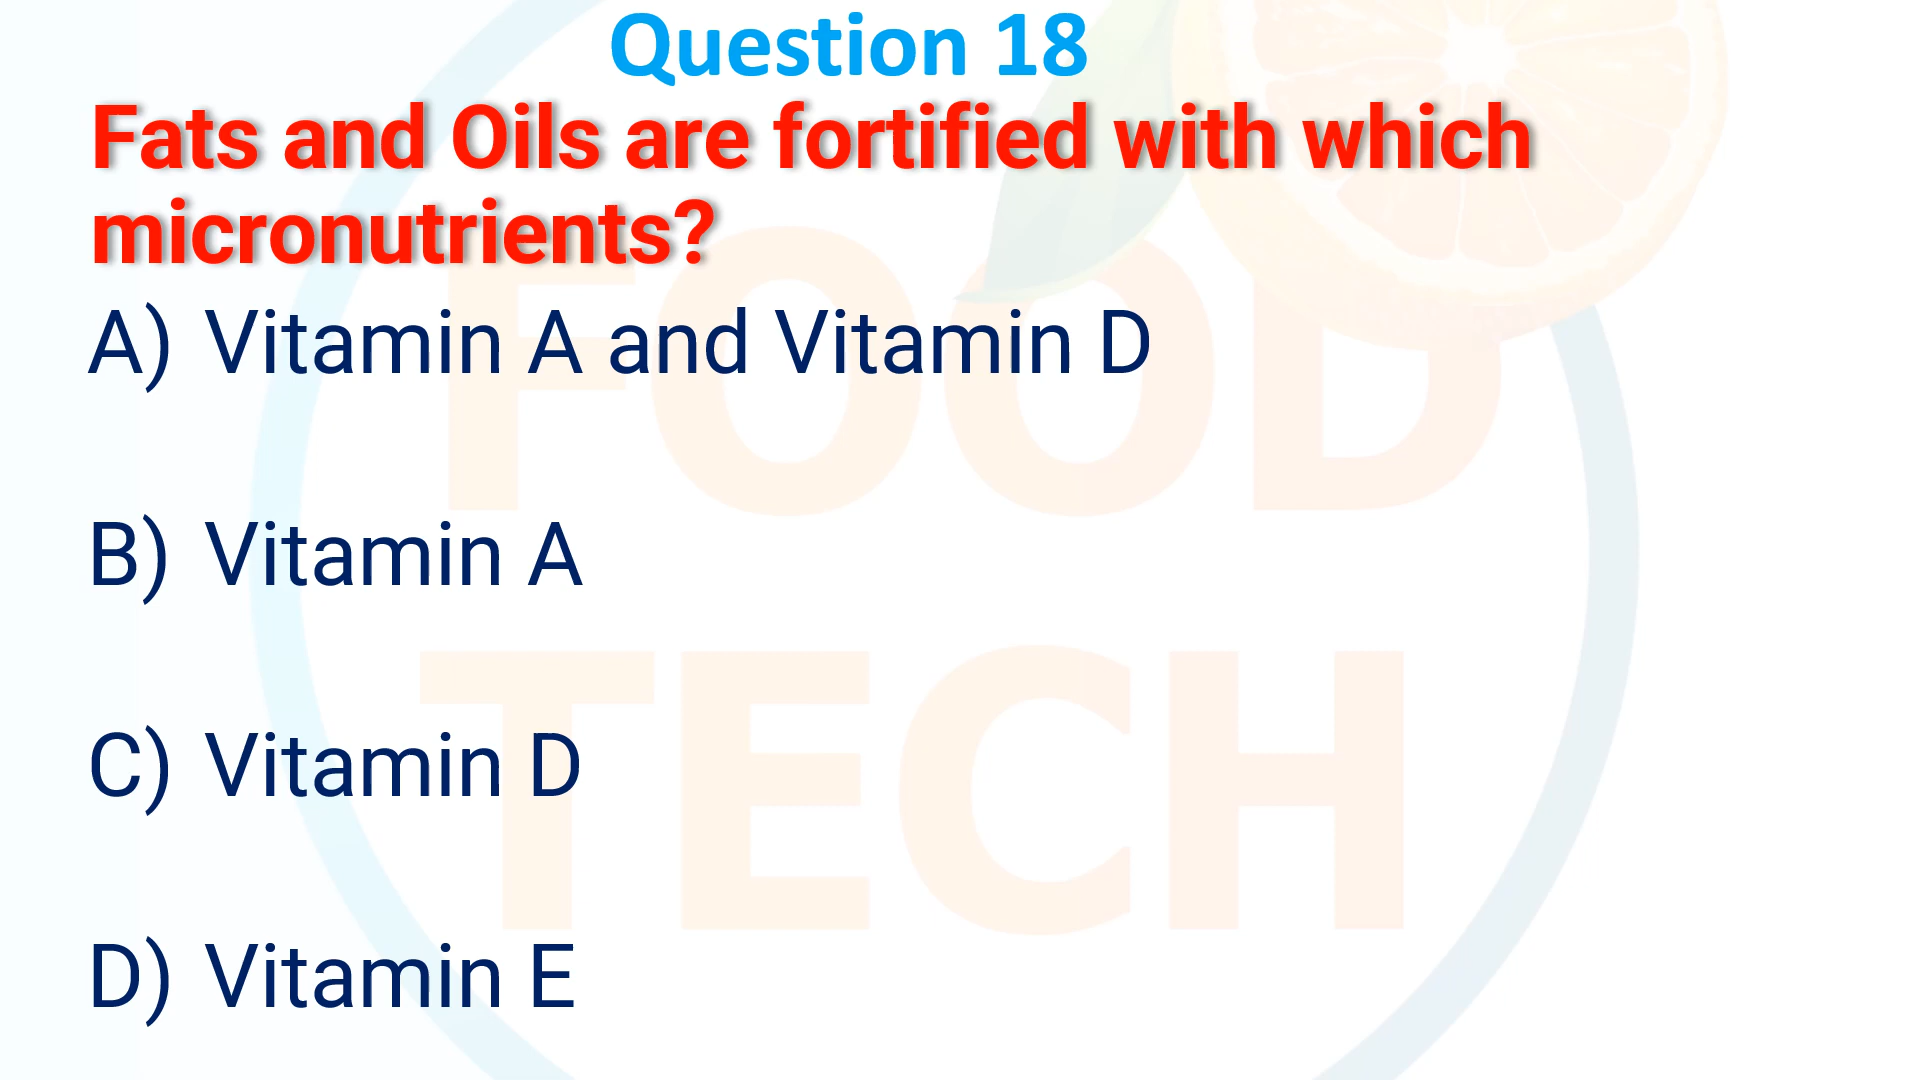 Question 18
Fats and Oils are fortified with which
micronutrients?
A) Vitamin A and Vitamin D
B) Vitamin A
C) Vitamin D
D) Vitamin E
FOOD
TECH